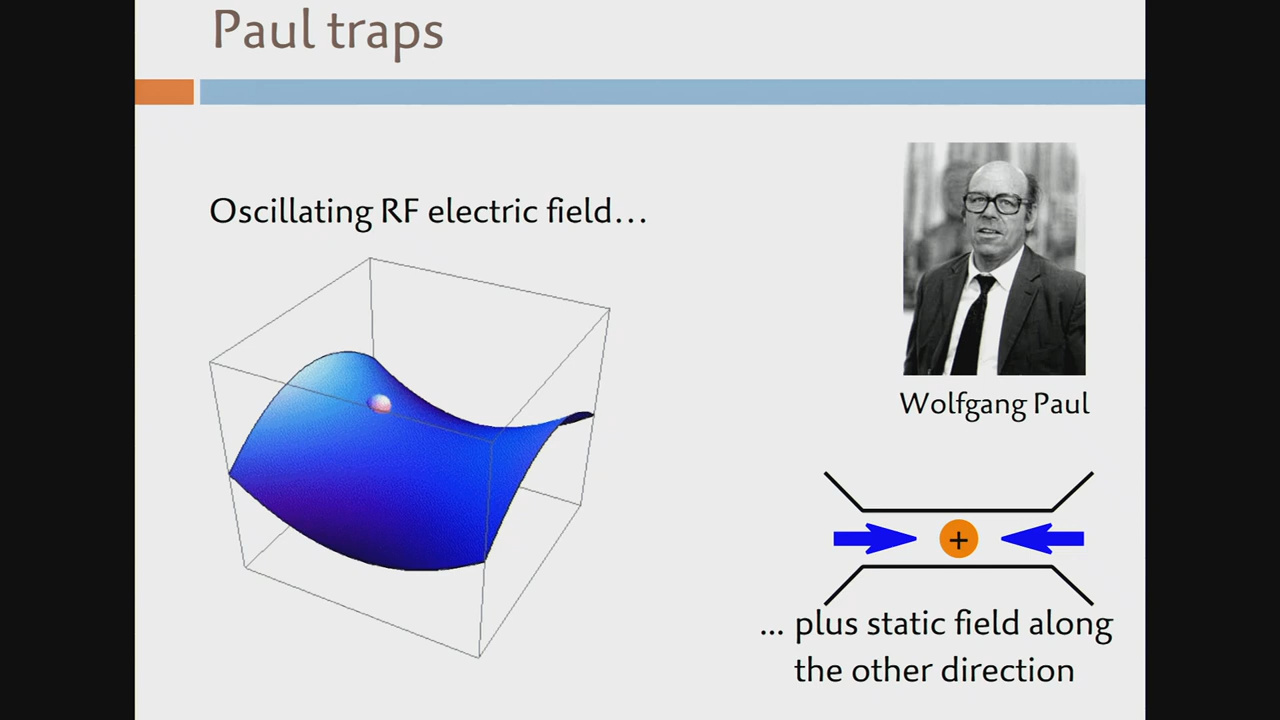 Paul traps
Oscillating RF electric field…
Wolfgang Paul
+
... plus static field along
the other direction